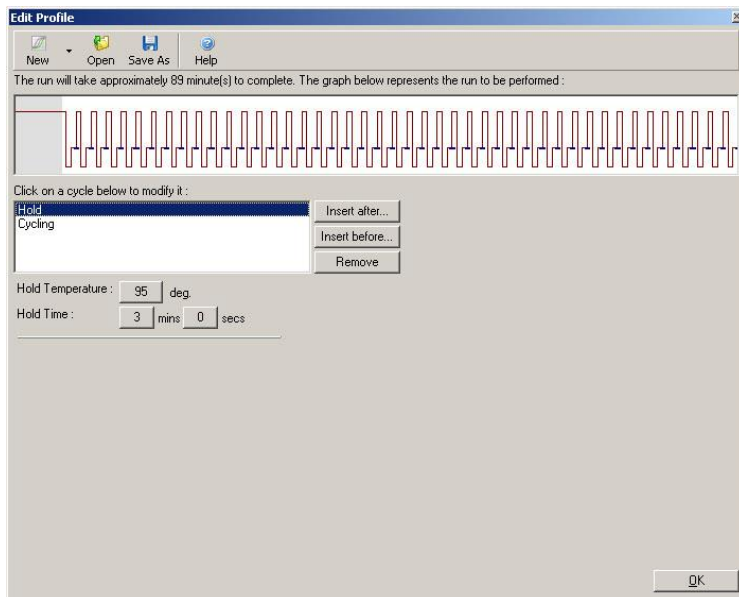 Edit Profile
New Open Save As Help
The run will take approximately 89 minute(s) to complete. The graph below represents the run to be performed :
Click on a cycle below to modify it :
Hold
Cycling
Insert after...
Insert before...
Remove
Hold Temperature : 95 deg.
Hold Time : 3 mins 0 secs
OK